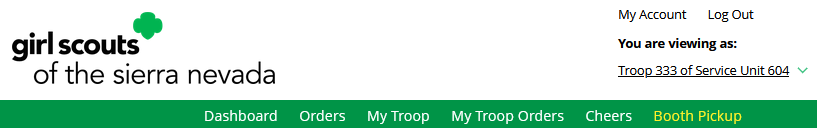 My Account Log Out
girl scouts
of the sierra nevada
You are viewing as:
Troop 333 of Service Unit 604
Dashboard Orders My Troop My Troop Orders Cheers Booth Pickup